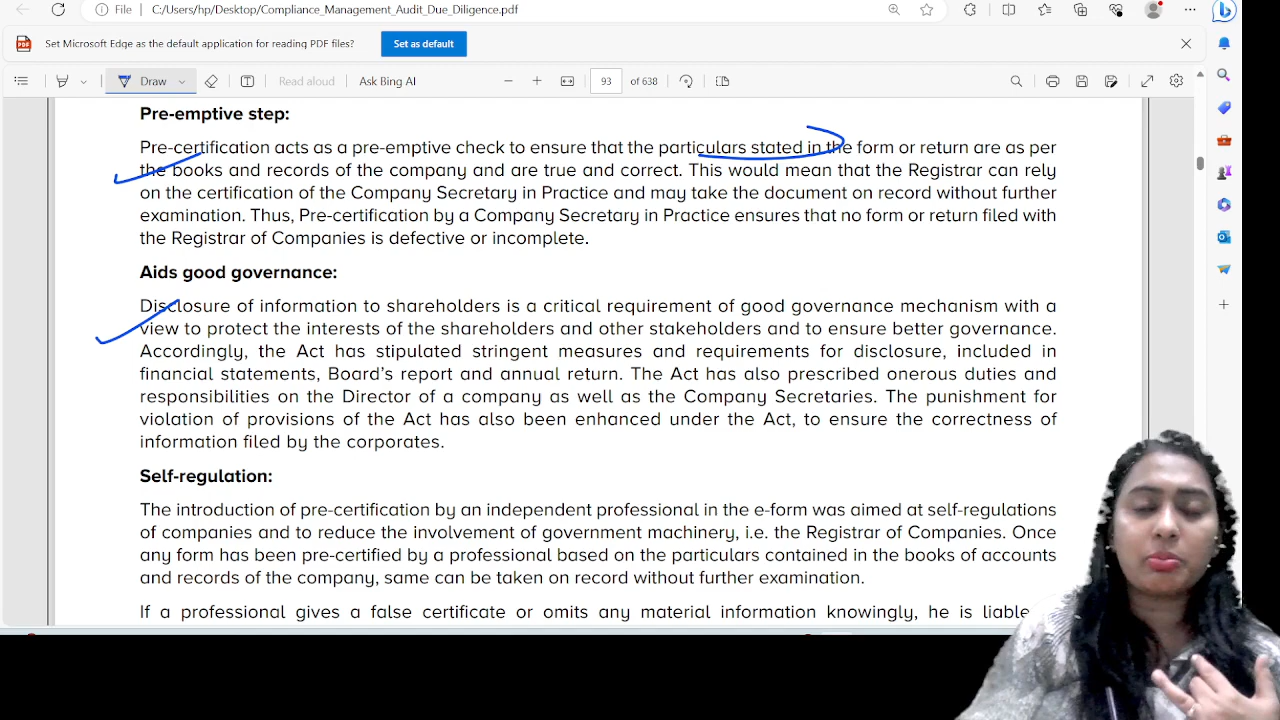 File C:/Users/hp/Desktop/Compliance_Management_Audit_Due_Diligence.pdf
Set Microsoft Edge as the default application for reading PDF files? Set as default
Draw Read aloud Ask Bing AI 93 of 638
Pre-emptive step:
Pre-certification acts as a pre-emptive check to ensure that the particulars stated in the form or return are as per
the books and records of the company and are true and correct. This would mean that the Registrar can rely
on the certification of the Company Secretary in Practice and may take the document on record without further
examination. Thus, Pre-certification by a Company Secretary in Practice ensures that no form or return filed with
the Registrar of Companies is defective or incomplete.
Aids good governance:
Disclosure of information to shareholders is a critical requirement of good governance mechanism with a
view to protect the interests of the shareholders and other stakeholders and to ensure better governance.
Accordingly, the Act has stipulated stringent measures and requirements for disclosure, included in
financial statements, Board's report and annual return. The Act has also prescribed onerous duties and
responsibilities on the Director of a company as well as the Company Secretaries. The punishment for
violation of provisions of the Act has also been enhanced under the Act, to ensure the correctness of
information filed by the corporates.
Self-regulation:
The introduction of pre-certification by an independent professional in the e-form was aimed at self-regulations
of companies and to reduce the involvement of government machinery, i.e. the Registrar of Companies. Once
any form has been pre-certified by a professional based on the particulars contained in the books of accounts
and records of the company, same can be taken on record without further examination.
If a professional gives a false certificate or omits any material information knowingly, he is liable